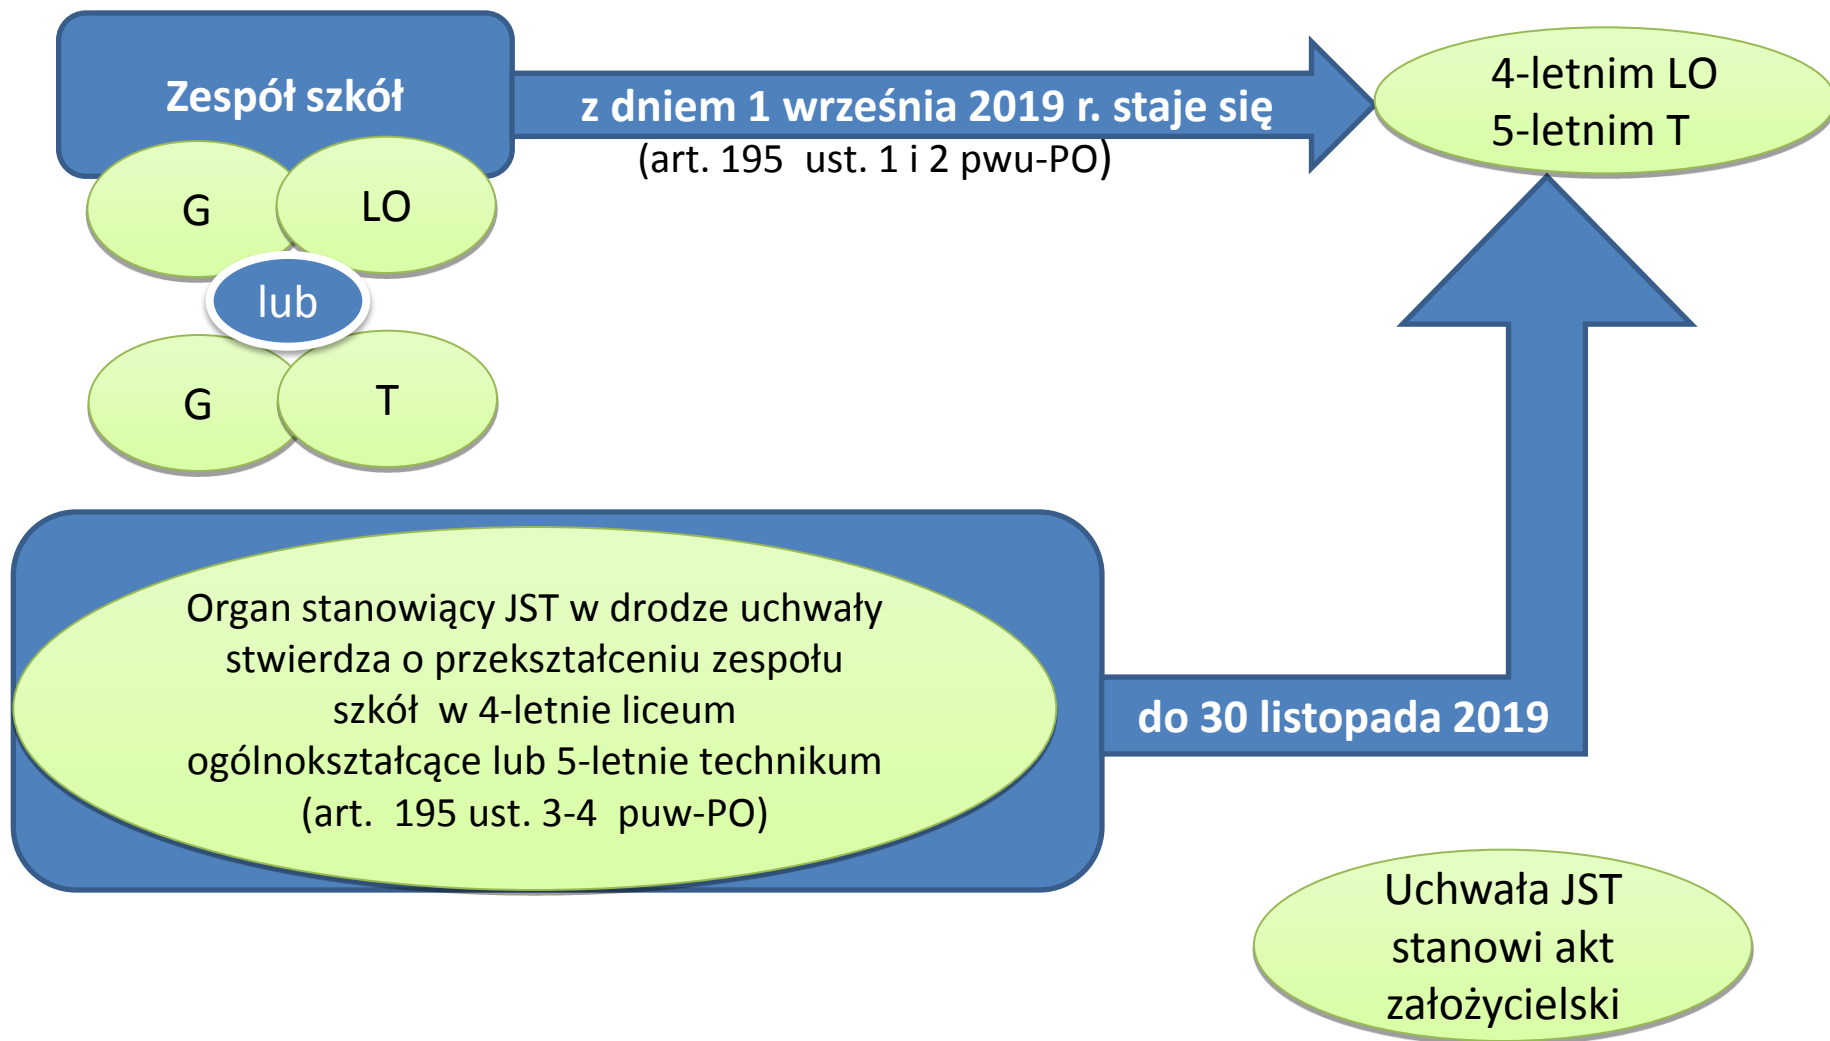 Zespół szkół
z dniem 1 września 2019 r. staje się
(art. 195  ust. 1 i 2 pwu-PO)
4-letnim LO
5-letnim T
G
LO
lub
G
T
Organ stanowiący JST w drodze uchwały
stwierdza o przekształceniu zespołu
szkół  w 4-letnie liceum
ogólnokształcące lub 5-letnie technikum
(art.  195 ust. 3-4  puw-PO)
do 30 listopada 2019
Uchwała JST
stanowi akt
założycielski